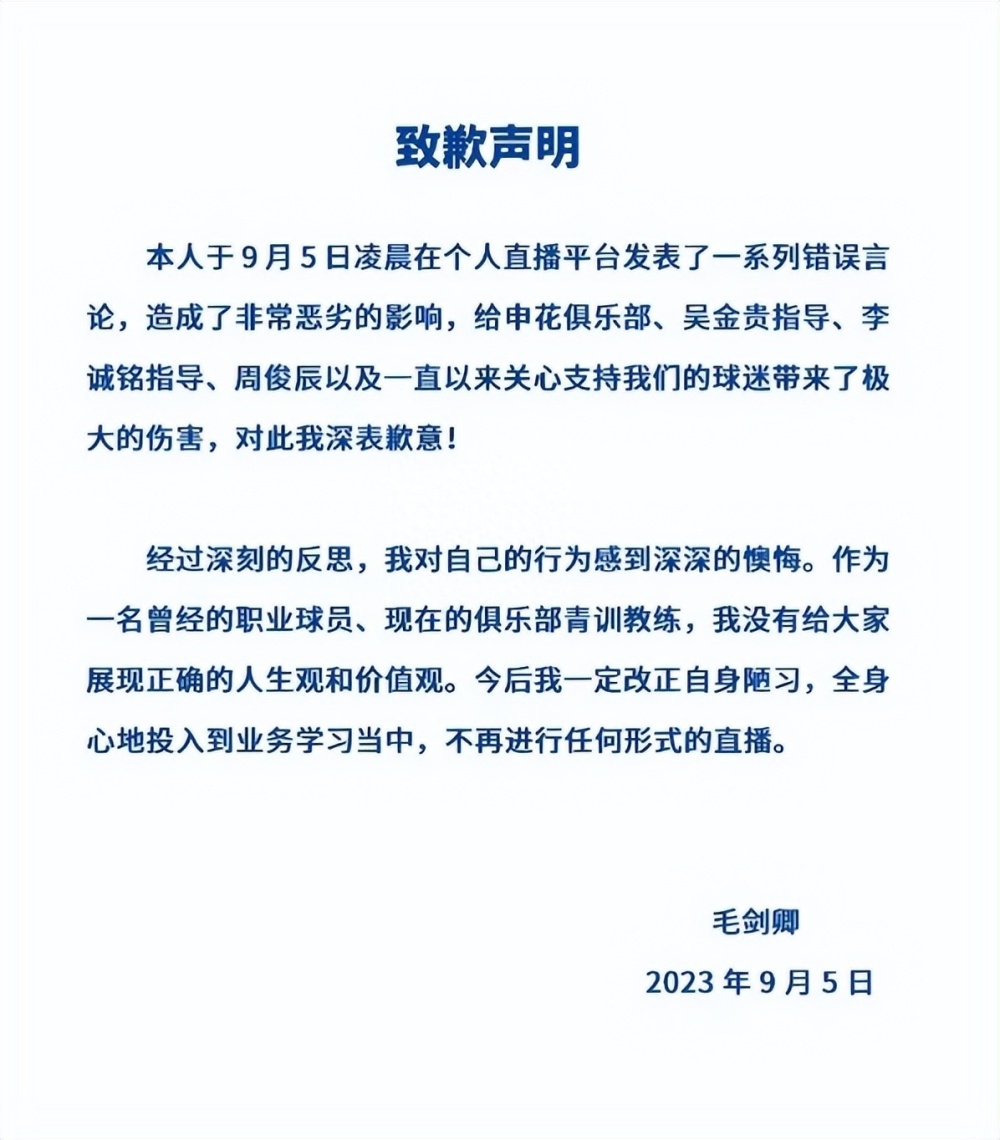 致歉声明
本人于9月5日凌晨在个人直播平台发表了一系列错误言
论，造成了非常恶劣的影响，给申花俱乐部、吴金贵指导、李
诚铭指导、周俊辰以及一直以来关心支持我们的球迷带来了极
大的伤害，对此我深表歉意！
经过深刻的反思，我对自己的行为感到深深的懊悔。作为
一名曾经的职业球员、现在的俱乐部青训教练，我没有给大家
展现正确的人生观和价值观。今后我一定改正自身陋习，全身
心地投入到业务学习当中，不再进行任何形式的直播。
毛剑卿
2023年9月5日